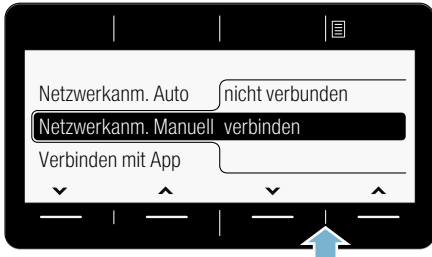 Netzwerkanm. Auto nicht verbunden
Netzwerkanm. Manuell verbinden
Verbinden mit App